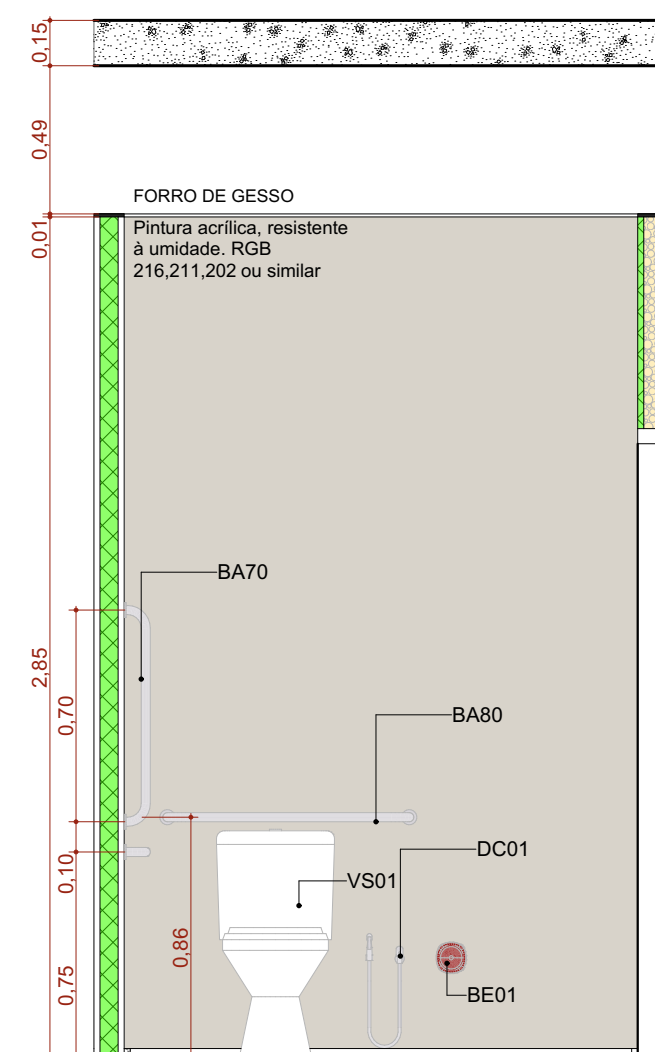 0,15
0,49
FORRO DE GESSO
0,01
Pintura acrílica, resistente
à umidade. RGB
216,211,202 ou similar
BA70
2,85
0,70
BA80
DC01
0,10
VS01
0,86
0,75
BE01